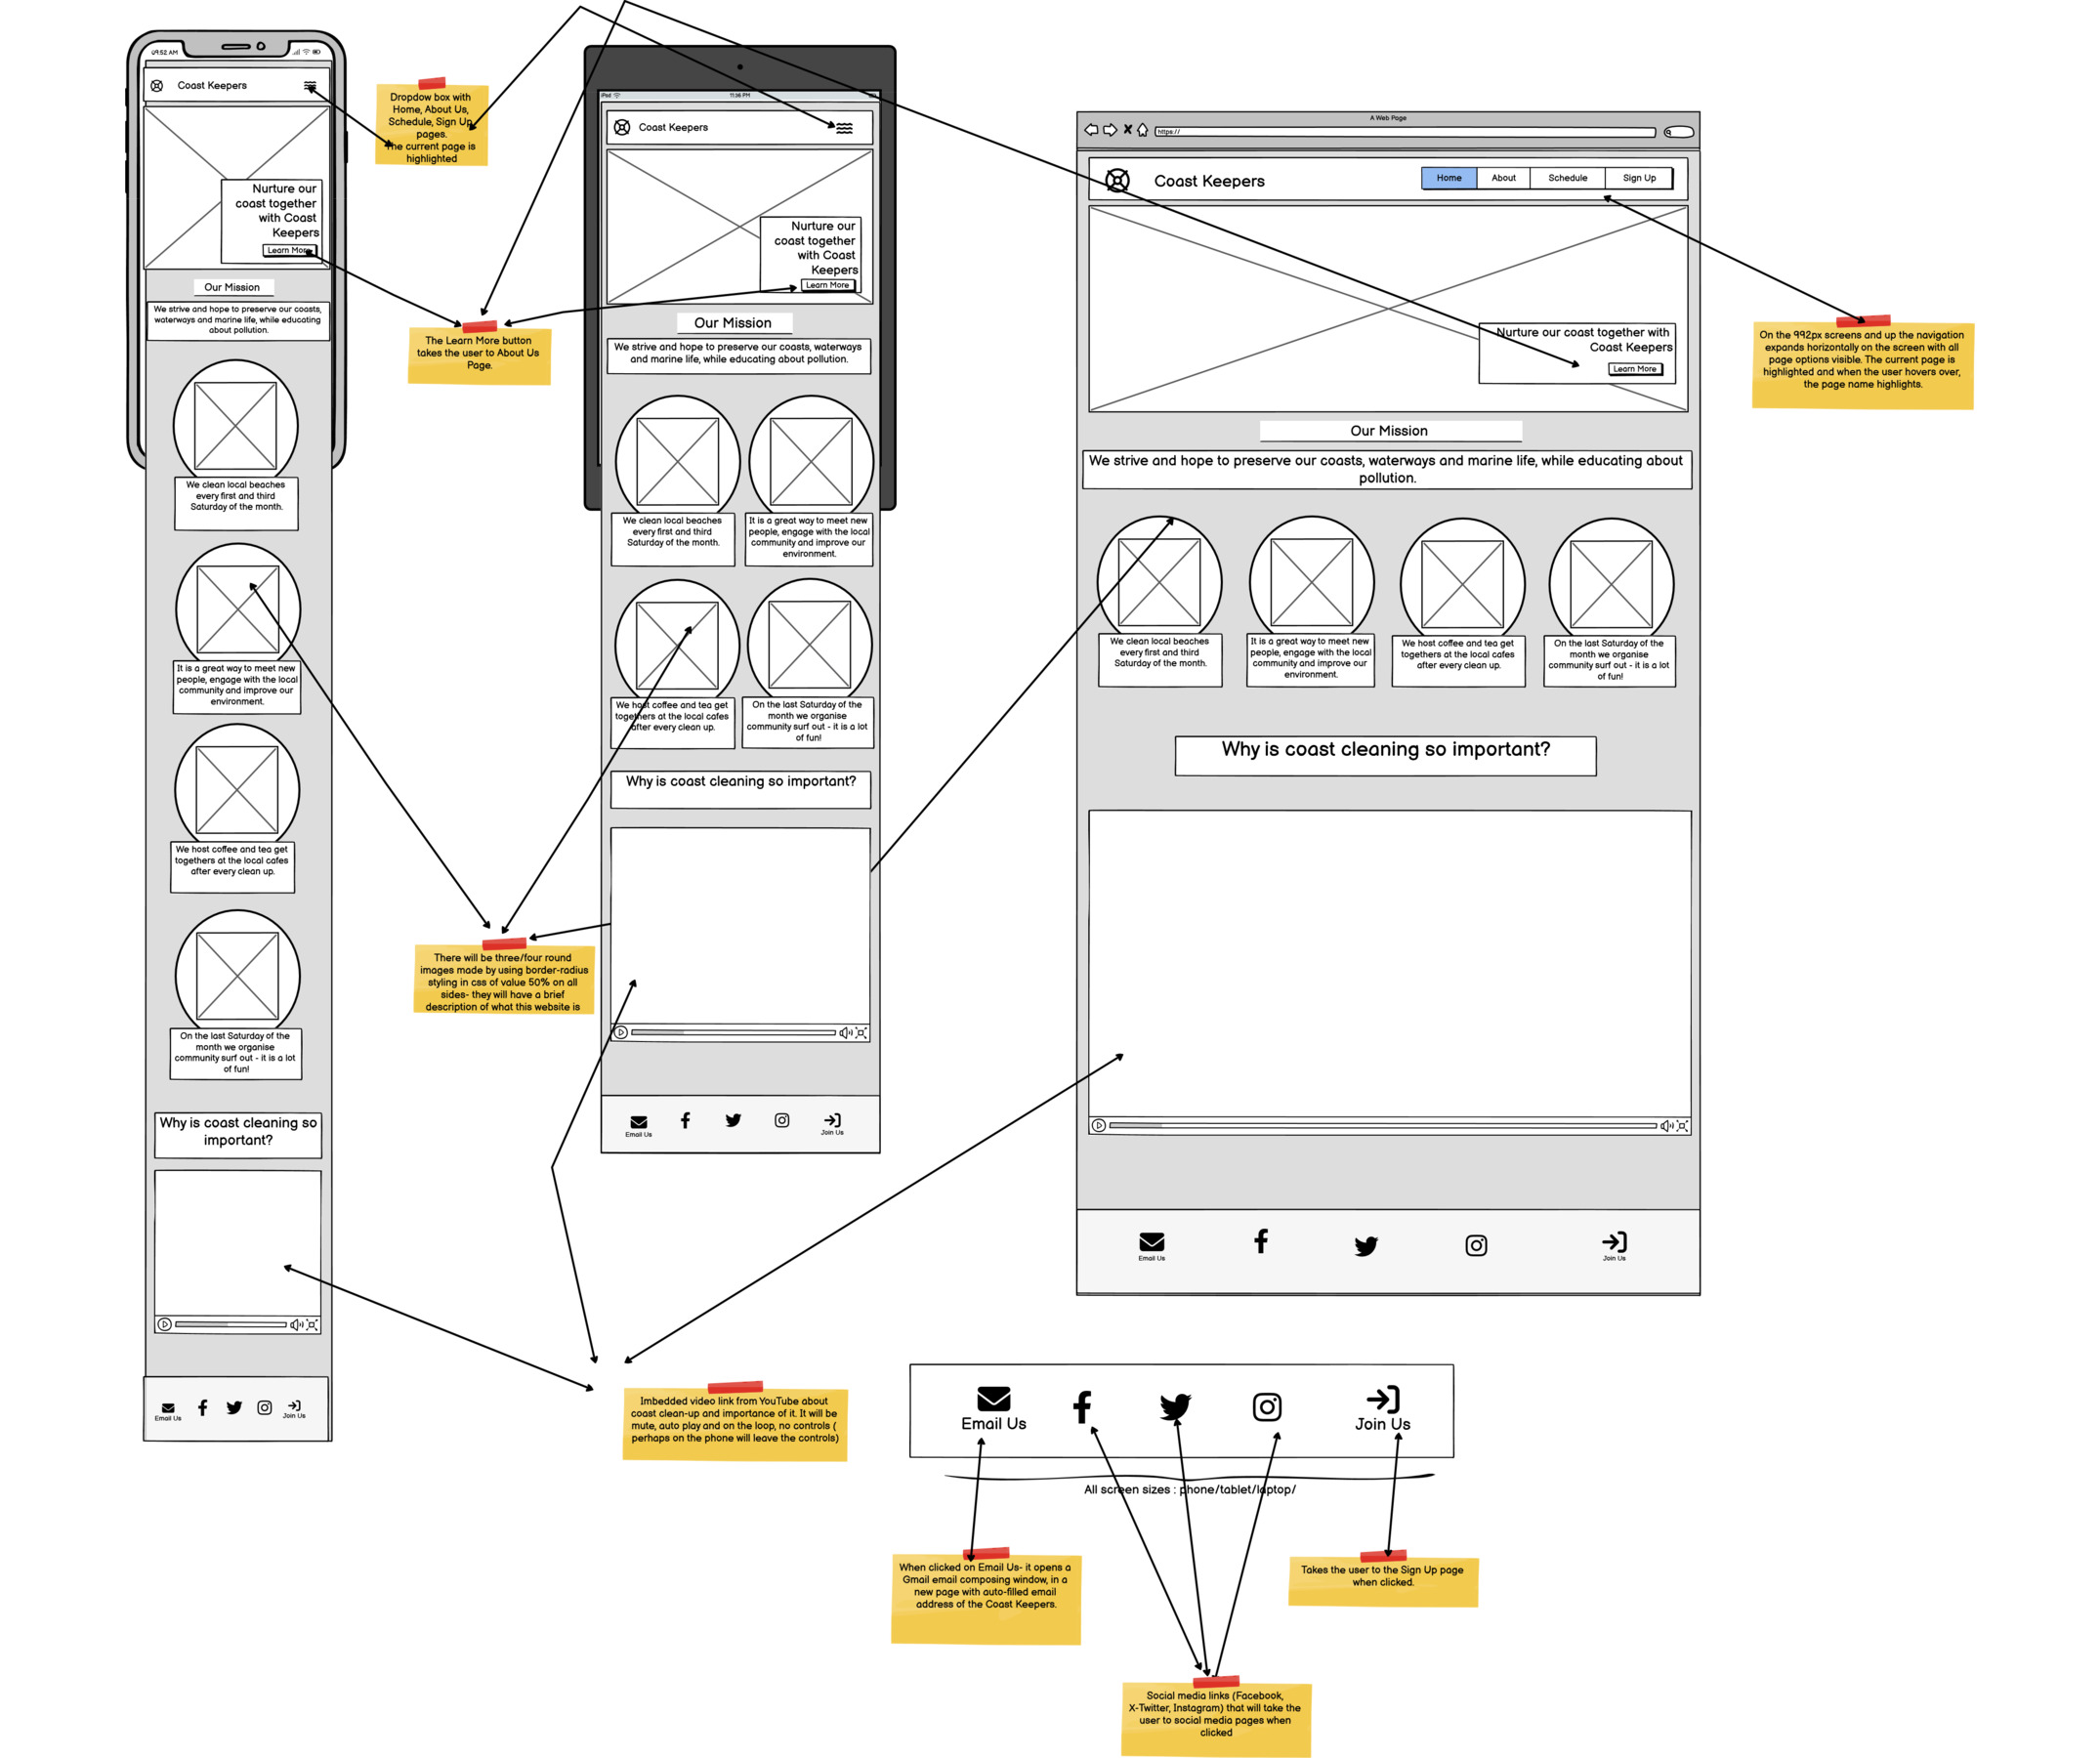 09:52 AM
Coast Keepers
Nurture our
coast together
with Coast
Keepers
Learn More
Our Mission
We strive and hope to preserve our coasts,
waterways and marine life, while educating
about pollution.
We clean local beaches
every first and third
Saturday of the month.
It is a great way to meet new
people, engage with the local
community and improve our
environment.
We host coffee and tea get
togethers at the local cafes
after every clean up.
On the last Saturday of the
month we organise
community surf out - it is a lot
of fun!
Why is coast cleaning so
important?
Email Us
Join Us
Dropdow box with
Home, About Us,
Schedule, Sign Up
pages.
The current page is
highlighted
The Learn More button
takes the user to About Us
Page.
There will be three/four round
images made by using border-radius
styling in css of value 50% on all
sides- they will have a brief
description of what this website is
iPad
11:36 PM
Coast Keepers
Nurture our
coast together
with Coast
Keepers
Learn More
Our Mission
We strive and hope to preserve our coasts, waterways
and marine life, while educating about pollution.
We clean local beaches
every first and third
Saturday of the month.
It is a great way to meet new
people, engage with the local
community and improve our
environment.
We host coffee and tea get
togethers at the local cafes
after every clean up.
On the last Saturday of the
month we organise
community surf out - it is a lot
of fun!
Why is coast cleaning so important?
Email Us
Join Us
A Web Page
https://
Coast Keepers
Home
About
Schedule
Sign Up
Nurture our coast together with
Coast Keepers
Learn More
Our Mission
We strive and hope to preserve our coasts, waterways and marine life, while educating about
pollution.
We clean local beaches
every first and third
Saturday of the month.
It is a great way to meet new
people, engage with the local
community and improve our
environment.
We host coffee and tea get
togethers at the local cafes
after every clean up.
On the last Saturday of the month
we organise
community surf out - it is a lot
of fun!
Why is coast cleaning so important?
Email Us
Join Us
On the 992px screens and up the navigation
expands horizontally on the screen with all
page options visible. The current page is
highlighted and when the user hovers over,
the page name highlights.
Imbedded video link from YouTube about
coast clean-up and importance of it. It will be
mute, auto play and on the loop, no controls (
perhaps on the phone will leave the controls)
Email Us
Join Us
All screen sizes : phone/tablet/laptop/
When clicked on Email Us- it opens a
Gmail email composing window, in a
new page with auto-filled email
address of the Coast Keepers.
Takes the user to the Sign Up page
when clicked.
Social media links (Facebook,
X-Twitter, Instagram) that will take the
user to social media pages when
clicked